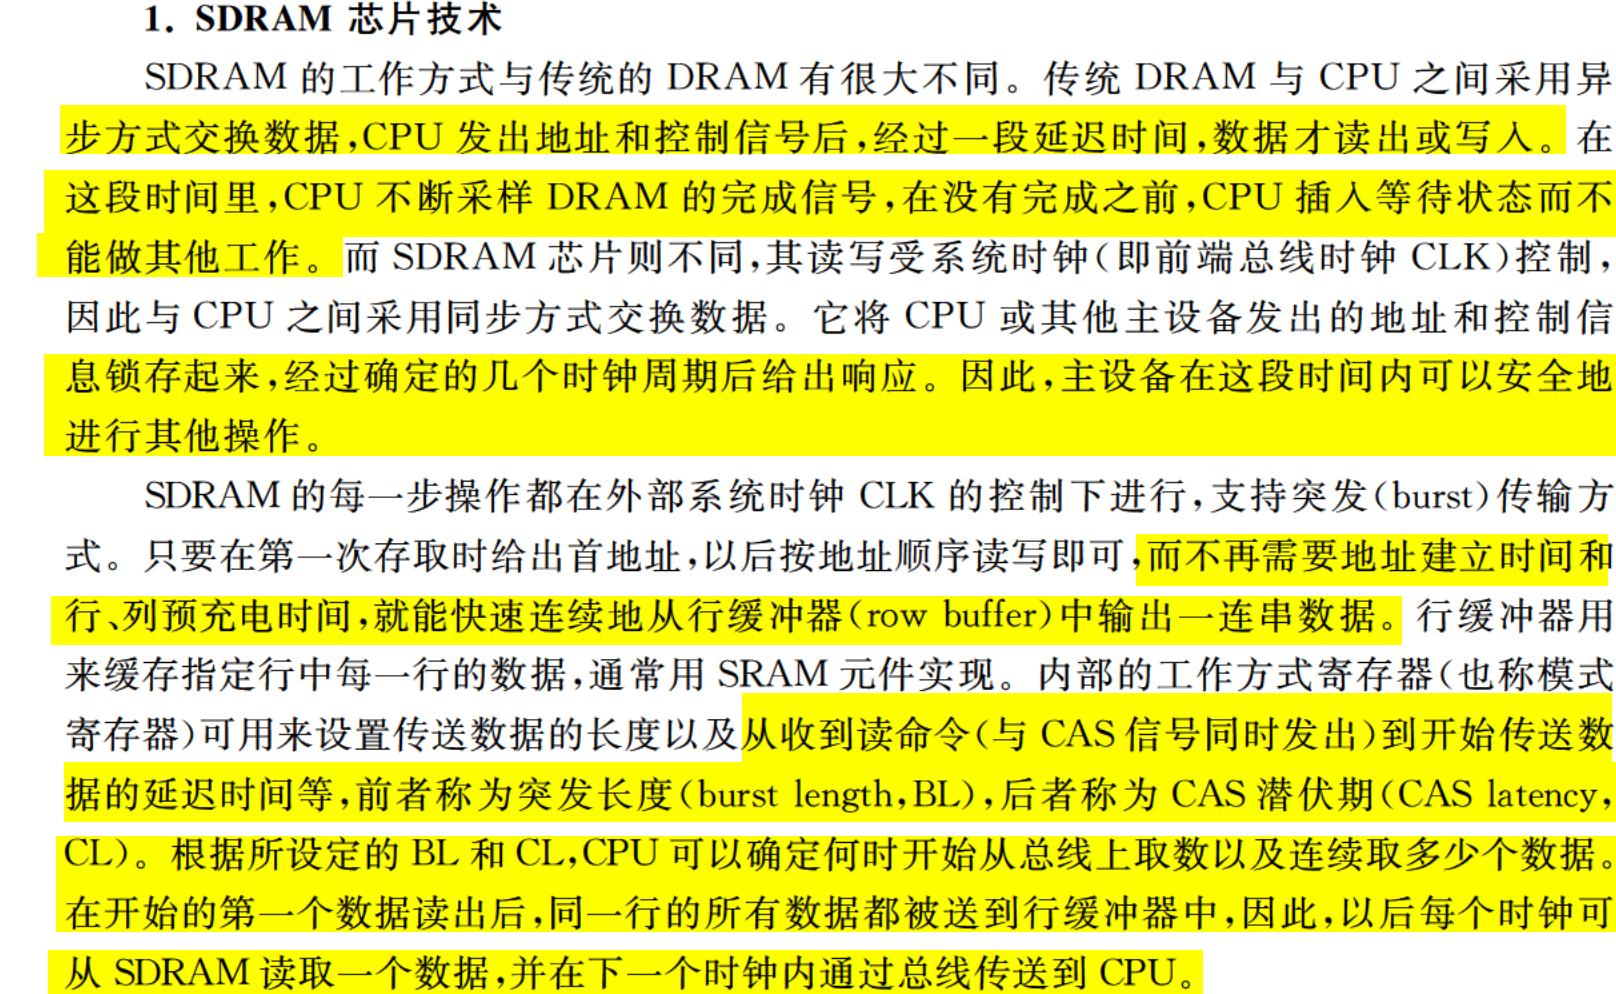 1. SDRAM 芯片技术
SDRAM 的工作方式与传统的 DRAM 有很大不同。传统 DRAM 与 CPU 之间采用异
步方式交换数据,CPU 发出地址和控制信号后,经过一段延迟时间,数据才读出或写入。在
这段时间里,CPU 不断采样 DRAM 的完成信号,在没有完成之前,CPU 插入等待状态而不
能做其他工作。而 SDRAM 芯片则不同,其读写受系统时钟(即前端总线时钟 CLK)控制,
因此与 CPU 之间采用同步方式交换数据。它将 CPU 或其他主设备发出的地址和控制信
息锁存起来,经过确定的几个时钟周期后给出响应。因此,主设备在这段时间内可以安全地
进行其他操作。
SDRAM 的每一步操作都在外部系统时钟 CLK 的控制下进行,支持突发(burst)传输方
式。只要在第一次存取时给出首地址,以后按地址顺序读写即可,而不再需要地址建立时间和
行、列预充电时间,就能快速连续地从行缓冲器(row buffer)中输出一连串数据。行缓冲器用
来缓存指定行中每一行的数据,通常用 SRAM 元件实现。内部的工作方式寄存器(也称模式
寄存器)可用来设置传送数据的长度以及从收到读命令(与 CAS 信号同时发出)到开始传送数
据的延迟时间等,前者称为突发长度(burst length,BL),后者称为 CAS 潜伏期(CAS latency,
CL)。根据所设定的 BL 和 CL,CPU 可以确定何时开始从总线上取数以及连续取多少个数据。
在开始的第一个数据读出后,同一行的所有数据都被送到行缓冲器中,因此,以后每个时钟可
从 SDRAM 读取一个数据,并在下一个时钟内通过总线传送到 CPU。